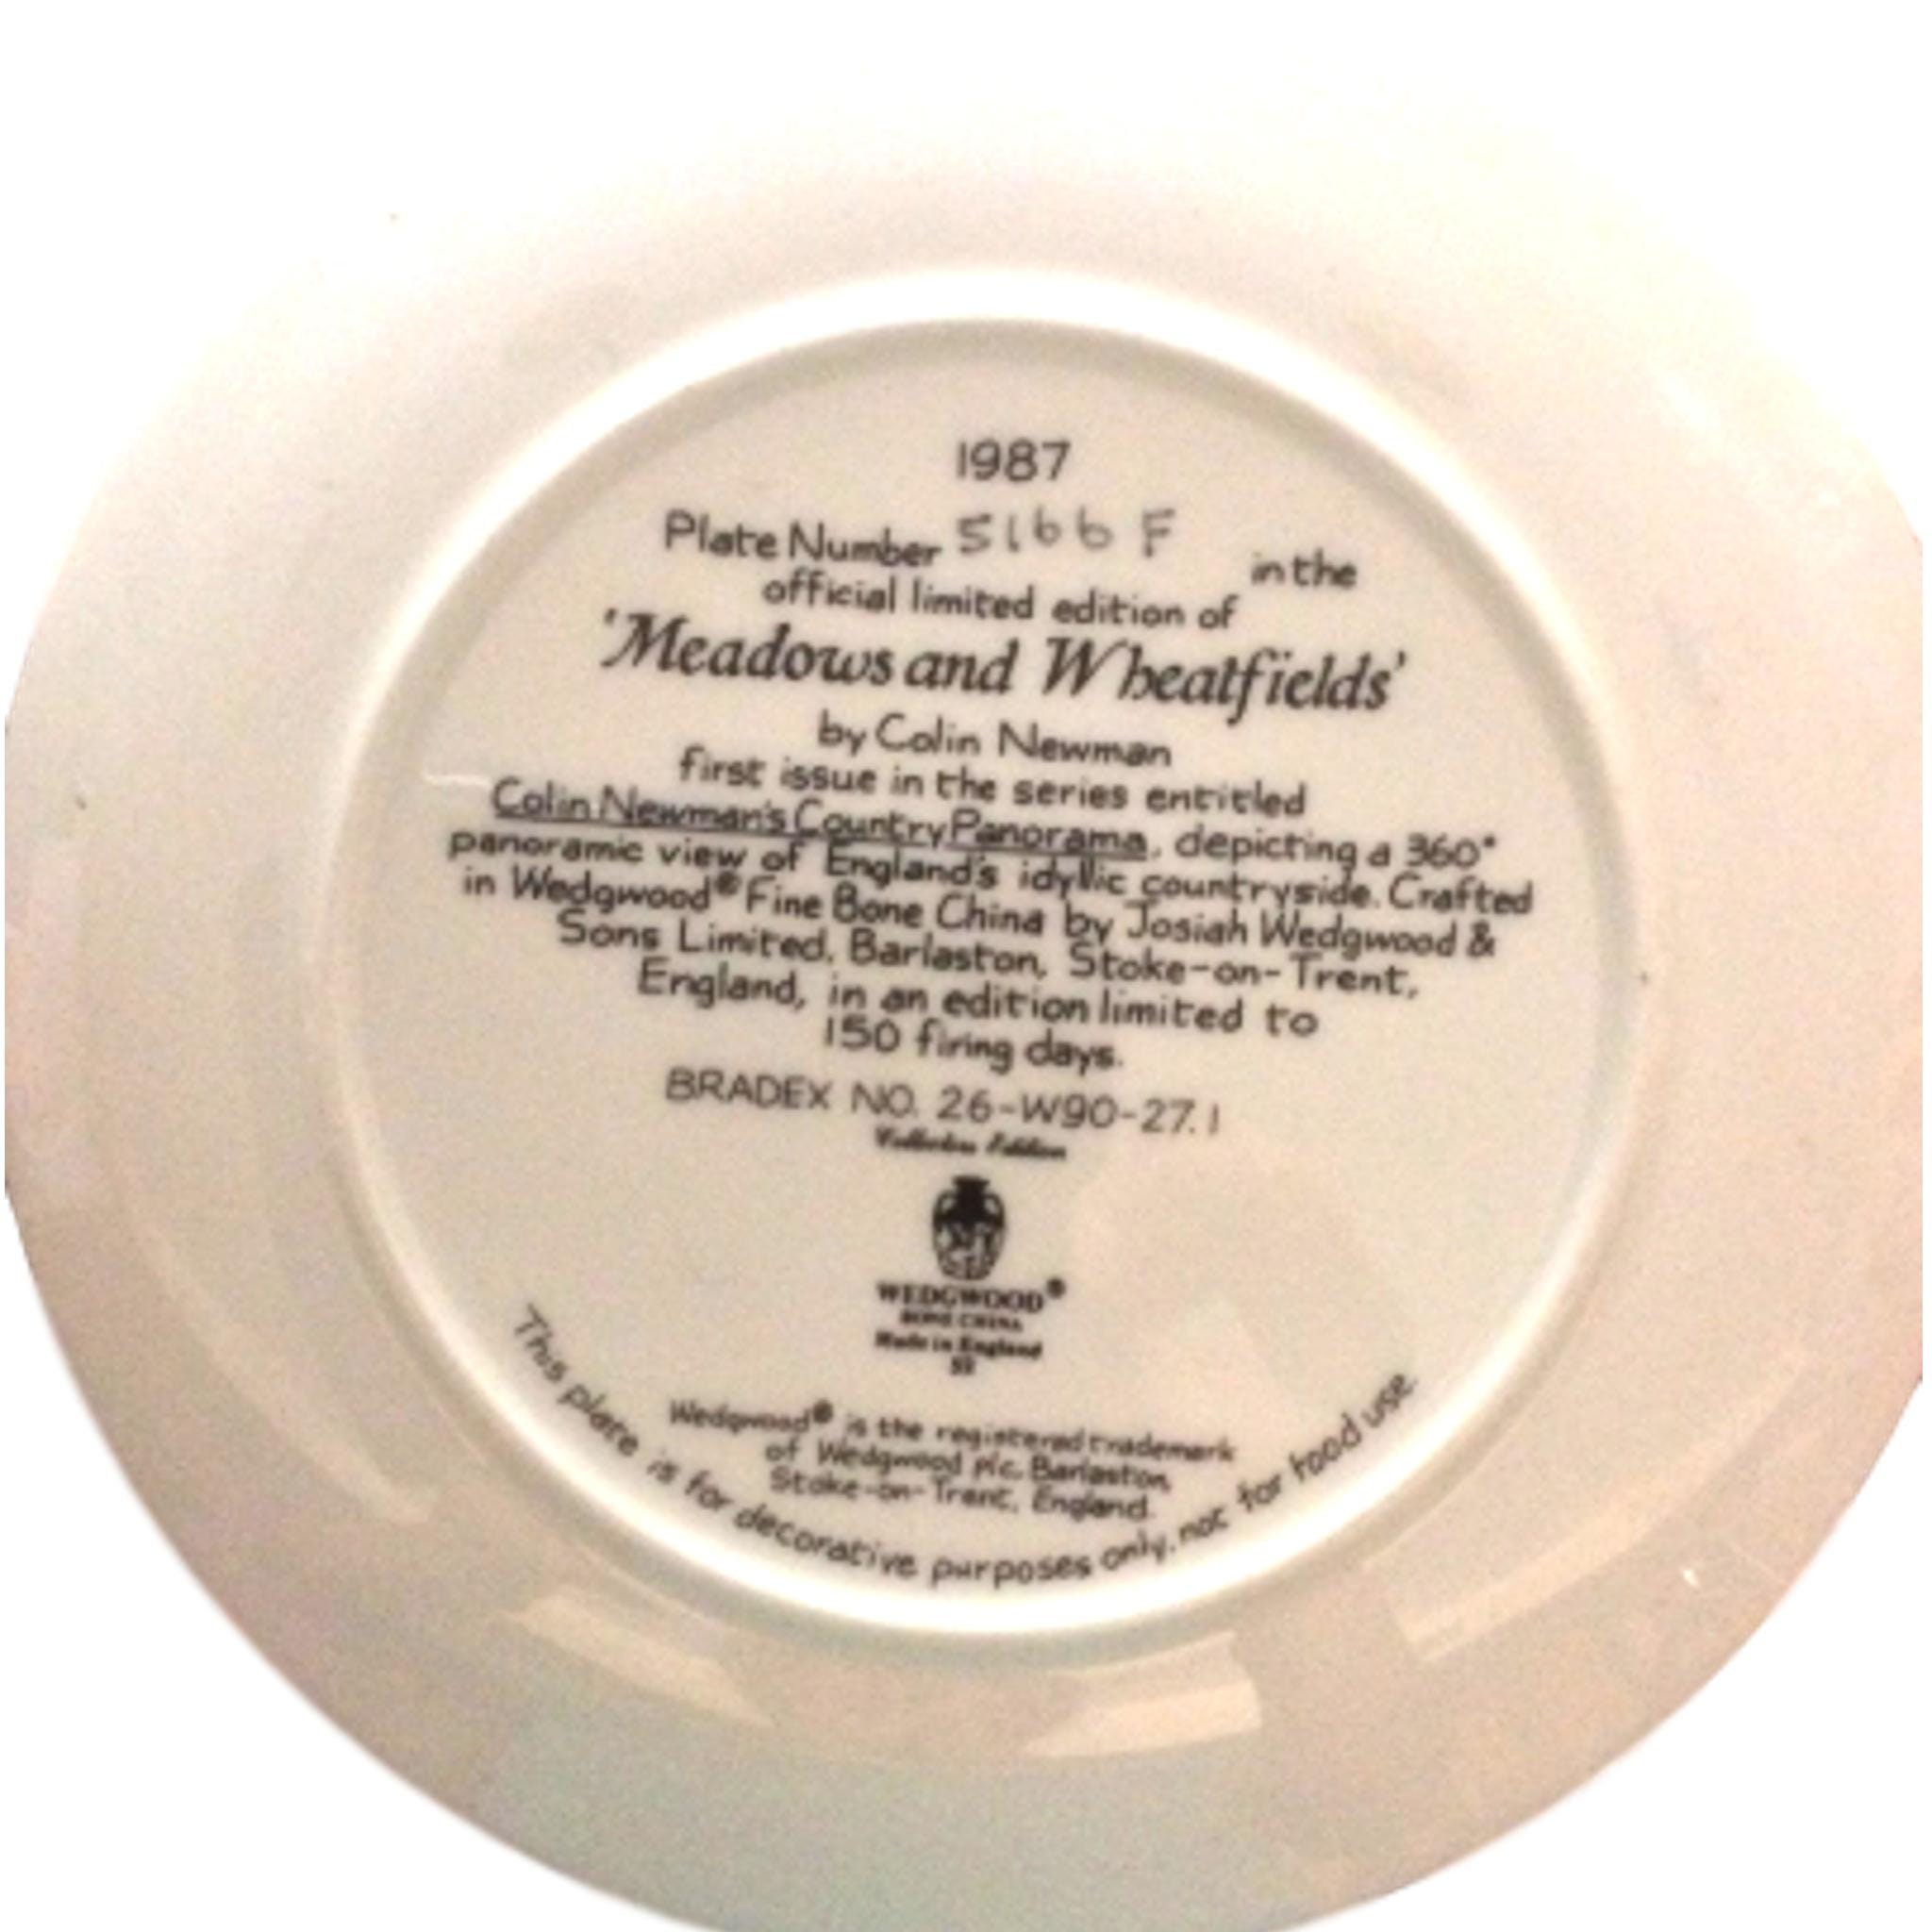 1987
Plate Number 5166 F in the
official limited edition of
'Meadows and Wheatfields'
by Colin Newman
first issue in the series entitled
Colin Newman's Country Panorama, depicting a 360°
panoramic view of England's idyllic countryside. Crafted
in Wedgwood® Fine Bone China by Josiah Wedgwood &
Sons Limited, Barlaston, Stoke-on-Trent,
England, in an edition limited to
150 firing days.
BRADEX NO. 26-W90-27.1
Collectors Edition
WEDGWOOD®
BONE CHINA
Made in England
Wedgwood® is the registered trademark
of Wedgwood plc. Barlaston,
Stoke-on-Trent, England.
This plate is for decorative purposes only, not for food use.